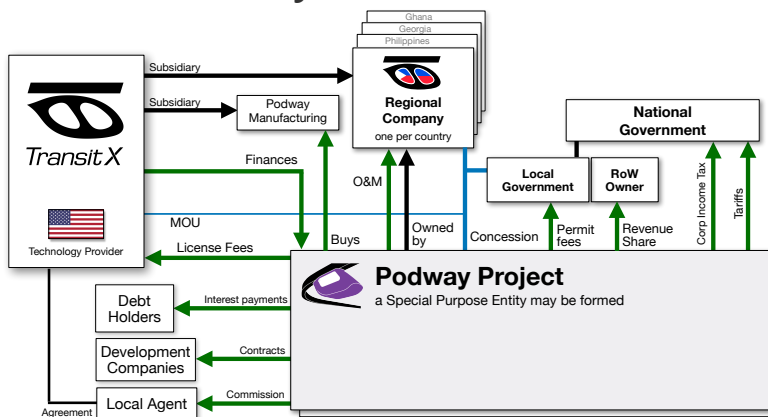 Ghana
Georgia
Philippines
Subsidiary
Subsidiary
Podway
Manufacturing
Regional
Company
one per country
National
Government
Transit X
Technology Provider
Finances
O&M
Local
Government
RoW
Owner
Corp Income Tax
Tariffs
MOU
License Fees
Buys
Owned
by
Concession
Permit
fees
Revenue
Share
Podway Project
a Special Purpose Entity may be formed
Debt
Holders
Interest payments
Development
Companies
Contracts
Local Agent
Commission
Agreement